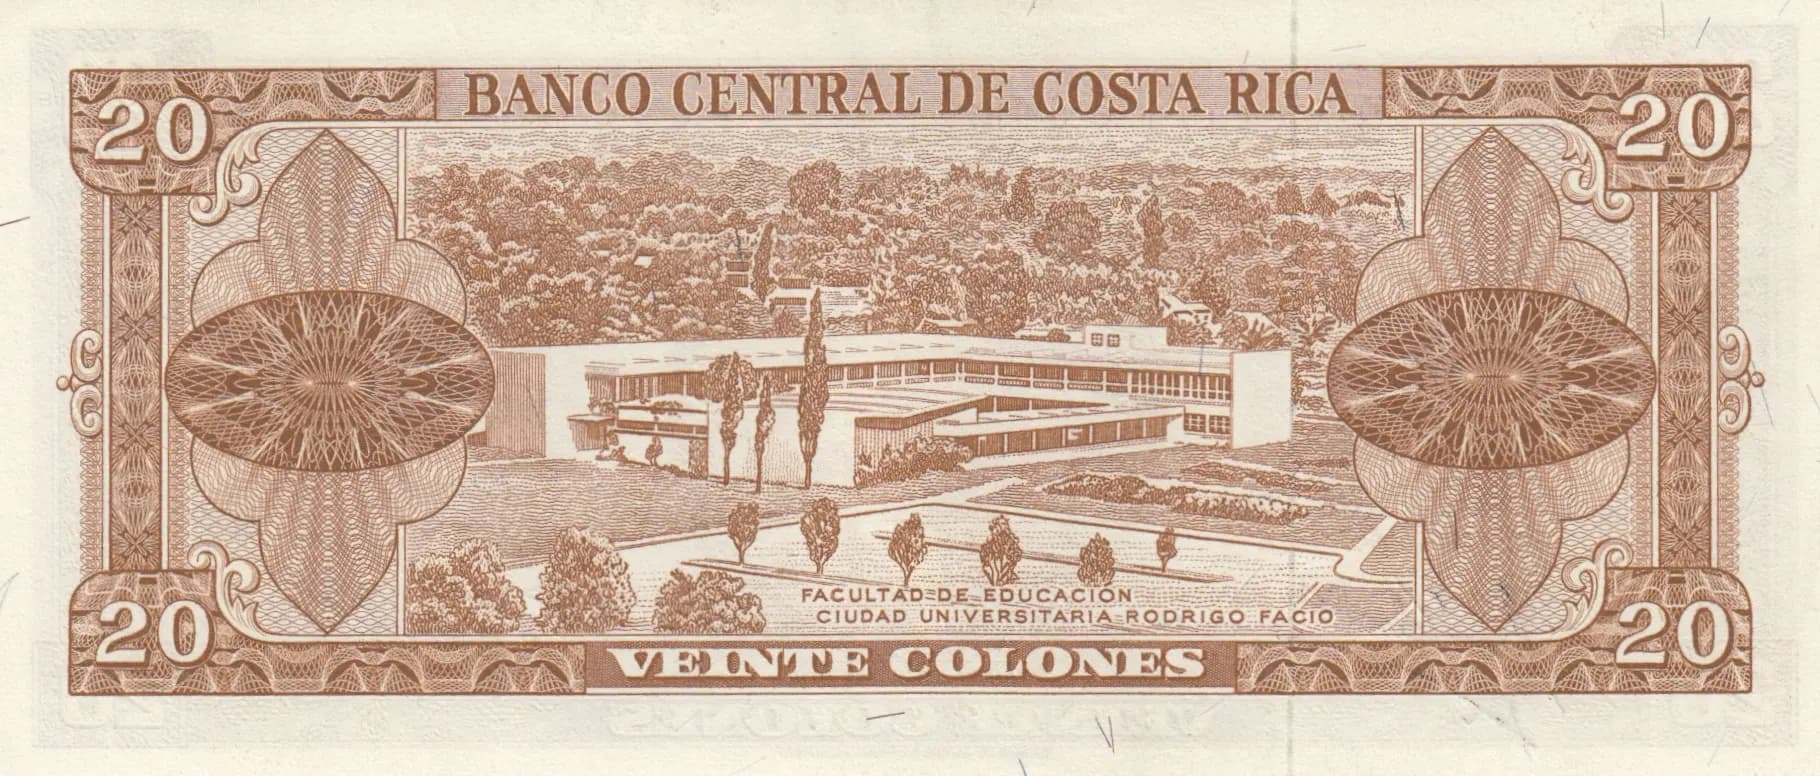 BANCO CENTRAL DE COSTA RICA
20
20
FACULTAD DE EDUCACION
CIUDAD UNIVERSITARIA RODRIGO FACIO
20
VEINTE COLONES
20